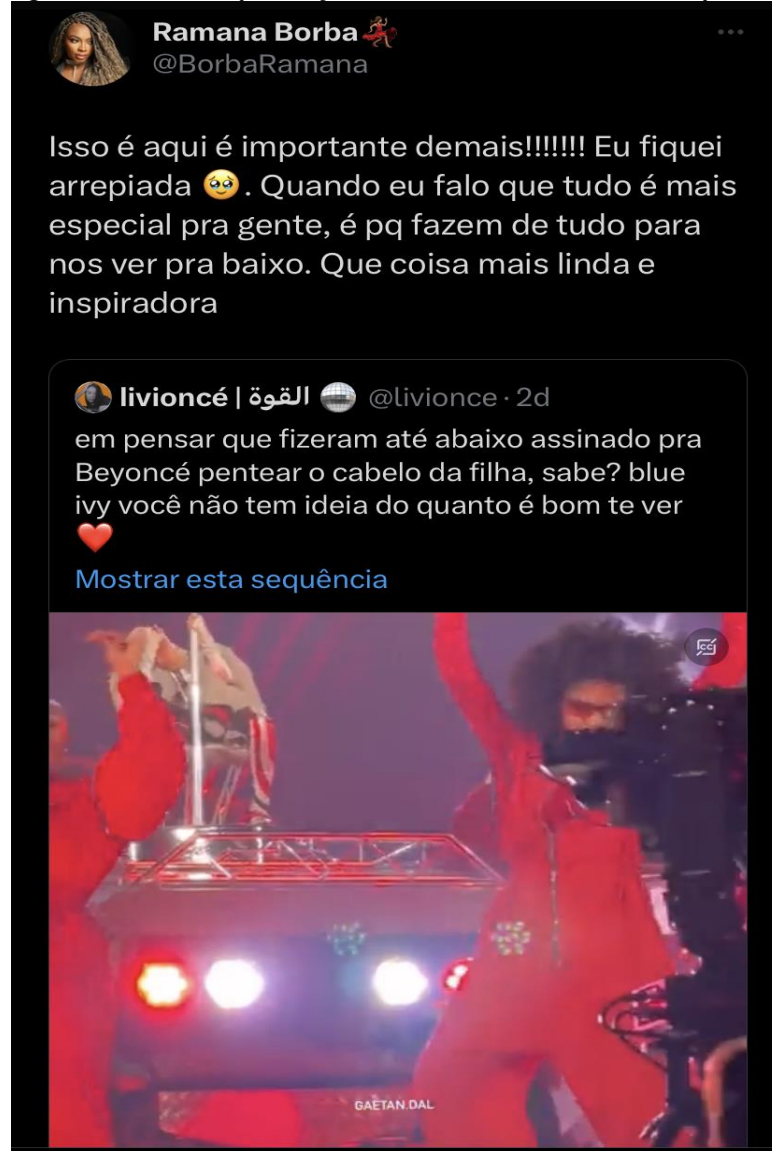 Ramana Borba💃🏾
@BorbaRamana
Isso é aqui é importante demais!!!!!!! Eu fiquei
arrepiada 🥹. Quando eu falo que tudo é mais
especial pra gente, é pq fazem de tudo para
nos ver pra baixo. Que coisa mais linda e
inspiradora
livioncé | القوة 🪩 @livionce · 2d
em pensar que fizeram até abaixo assinado pra
Beyoncé pentear o cabelo da filha, sabe? blue
ivy você não tem ideia do quanto é bom te ver
❤️
Mostrar esta sequência
CC
GAETAN.DAL